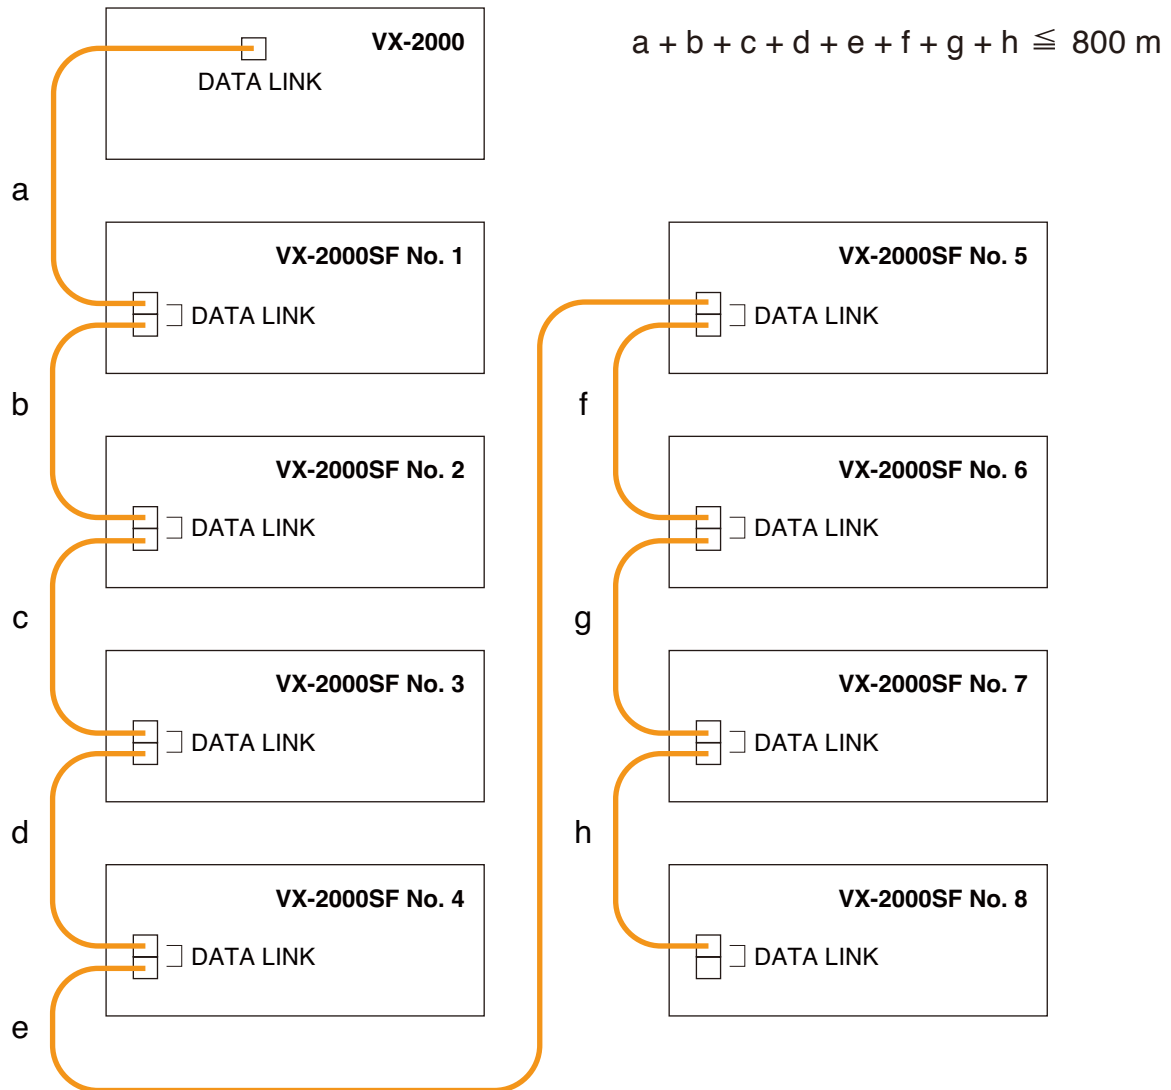 VX-2000
DATA LINK
a + b + c + d + e + f + g + h ≦ 800 m
a
VX-2000SF No. 1
DATA LINK
b
VX-2000SF No. 2
DATA LINK
c
VX-2000SF No. 3
DATA LINK
d
VX-2000SF No. 4
DATA LINK
e
VX-2000SF No. 5
DATA LINK
f
VX-2000SF No. 6
DATA LINK
g
VX-2000SF No. 7
DATA LINK
h
VX-2000SF No. 8
DATA LINK